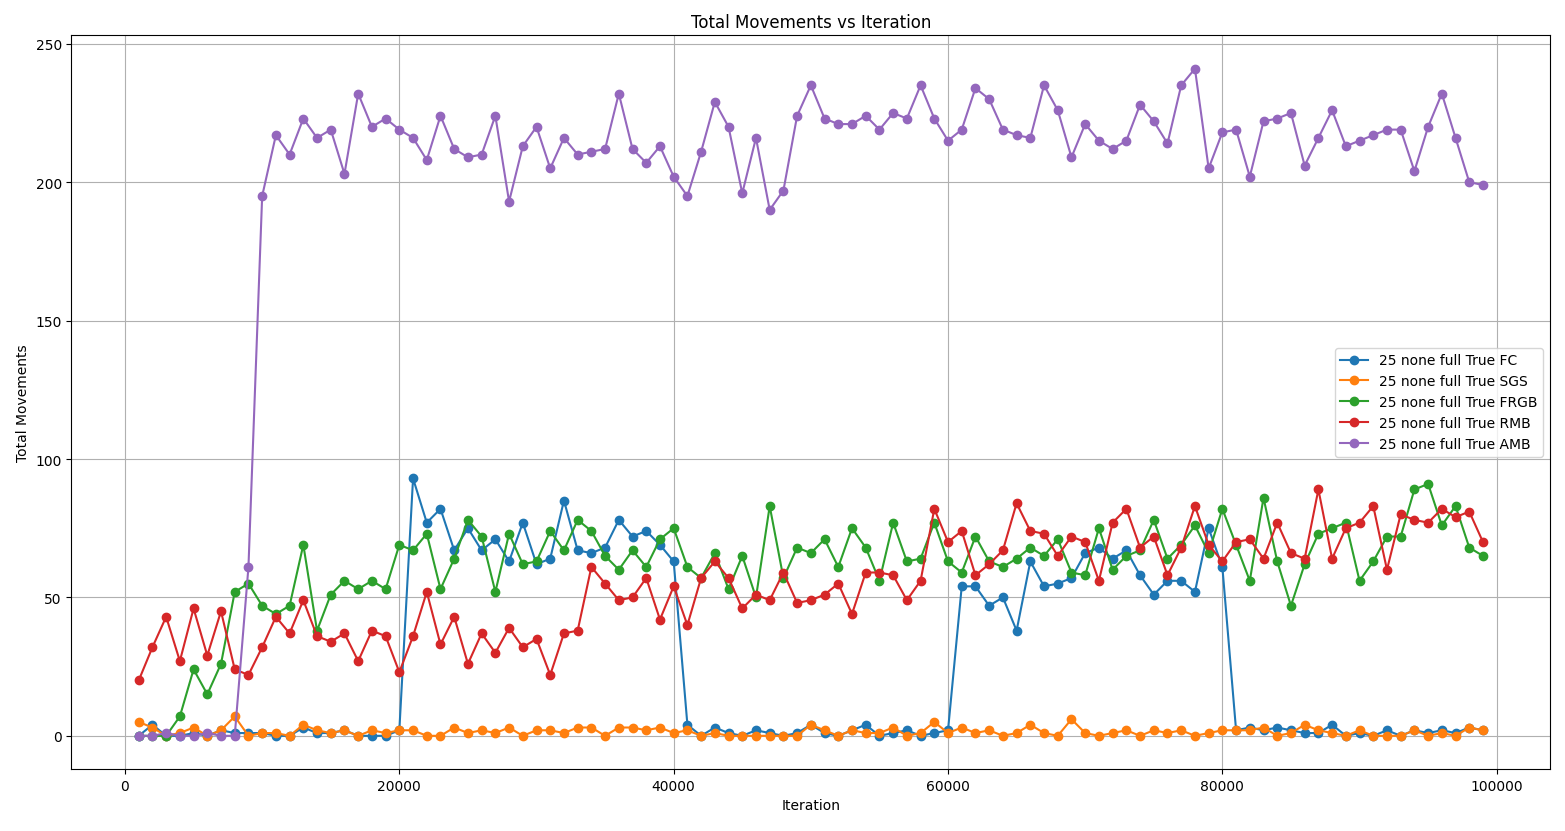 Total Movements vs Iteration
Total Movements
250
200
150
100
50
0
25 none full True FC
25 none full True SGS
25 none full True FRGB
25 none full True RMB
25 none full True AMB
0
20000
40000
60000
80000
100000
Iteration